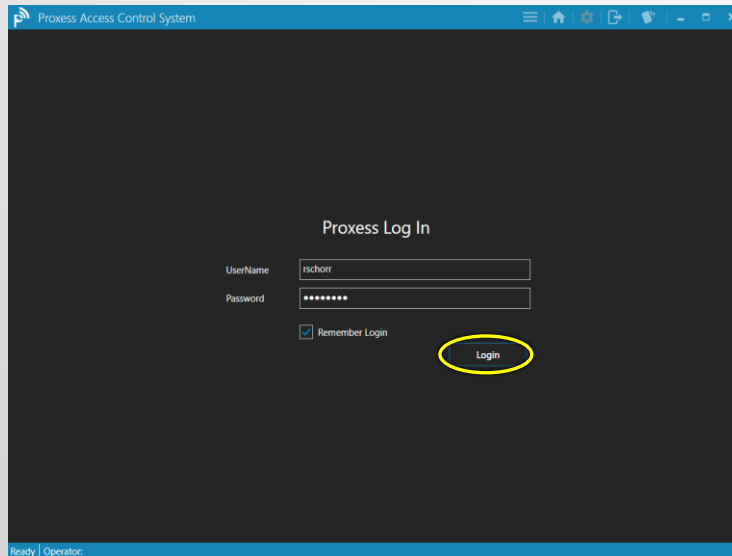 Proxess Access Control System
Proxess Log In
UserName
rschorr
Password
••••••••
Remember Login
Login
Ready
Operator: